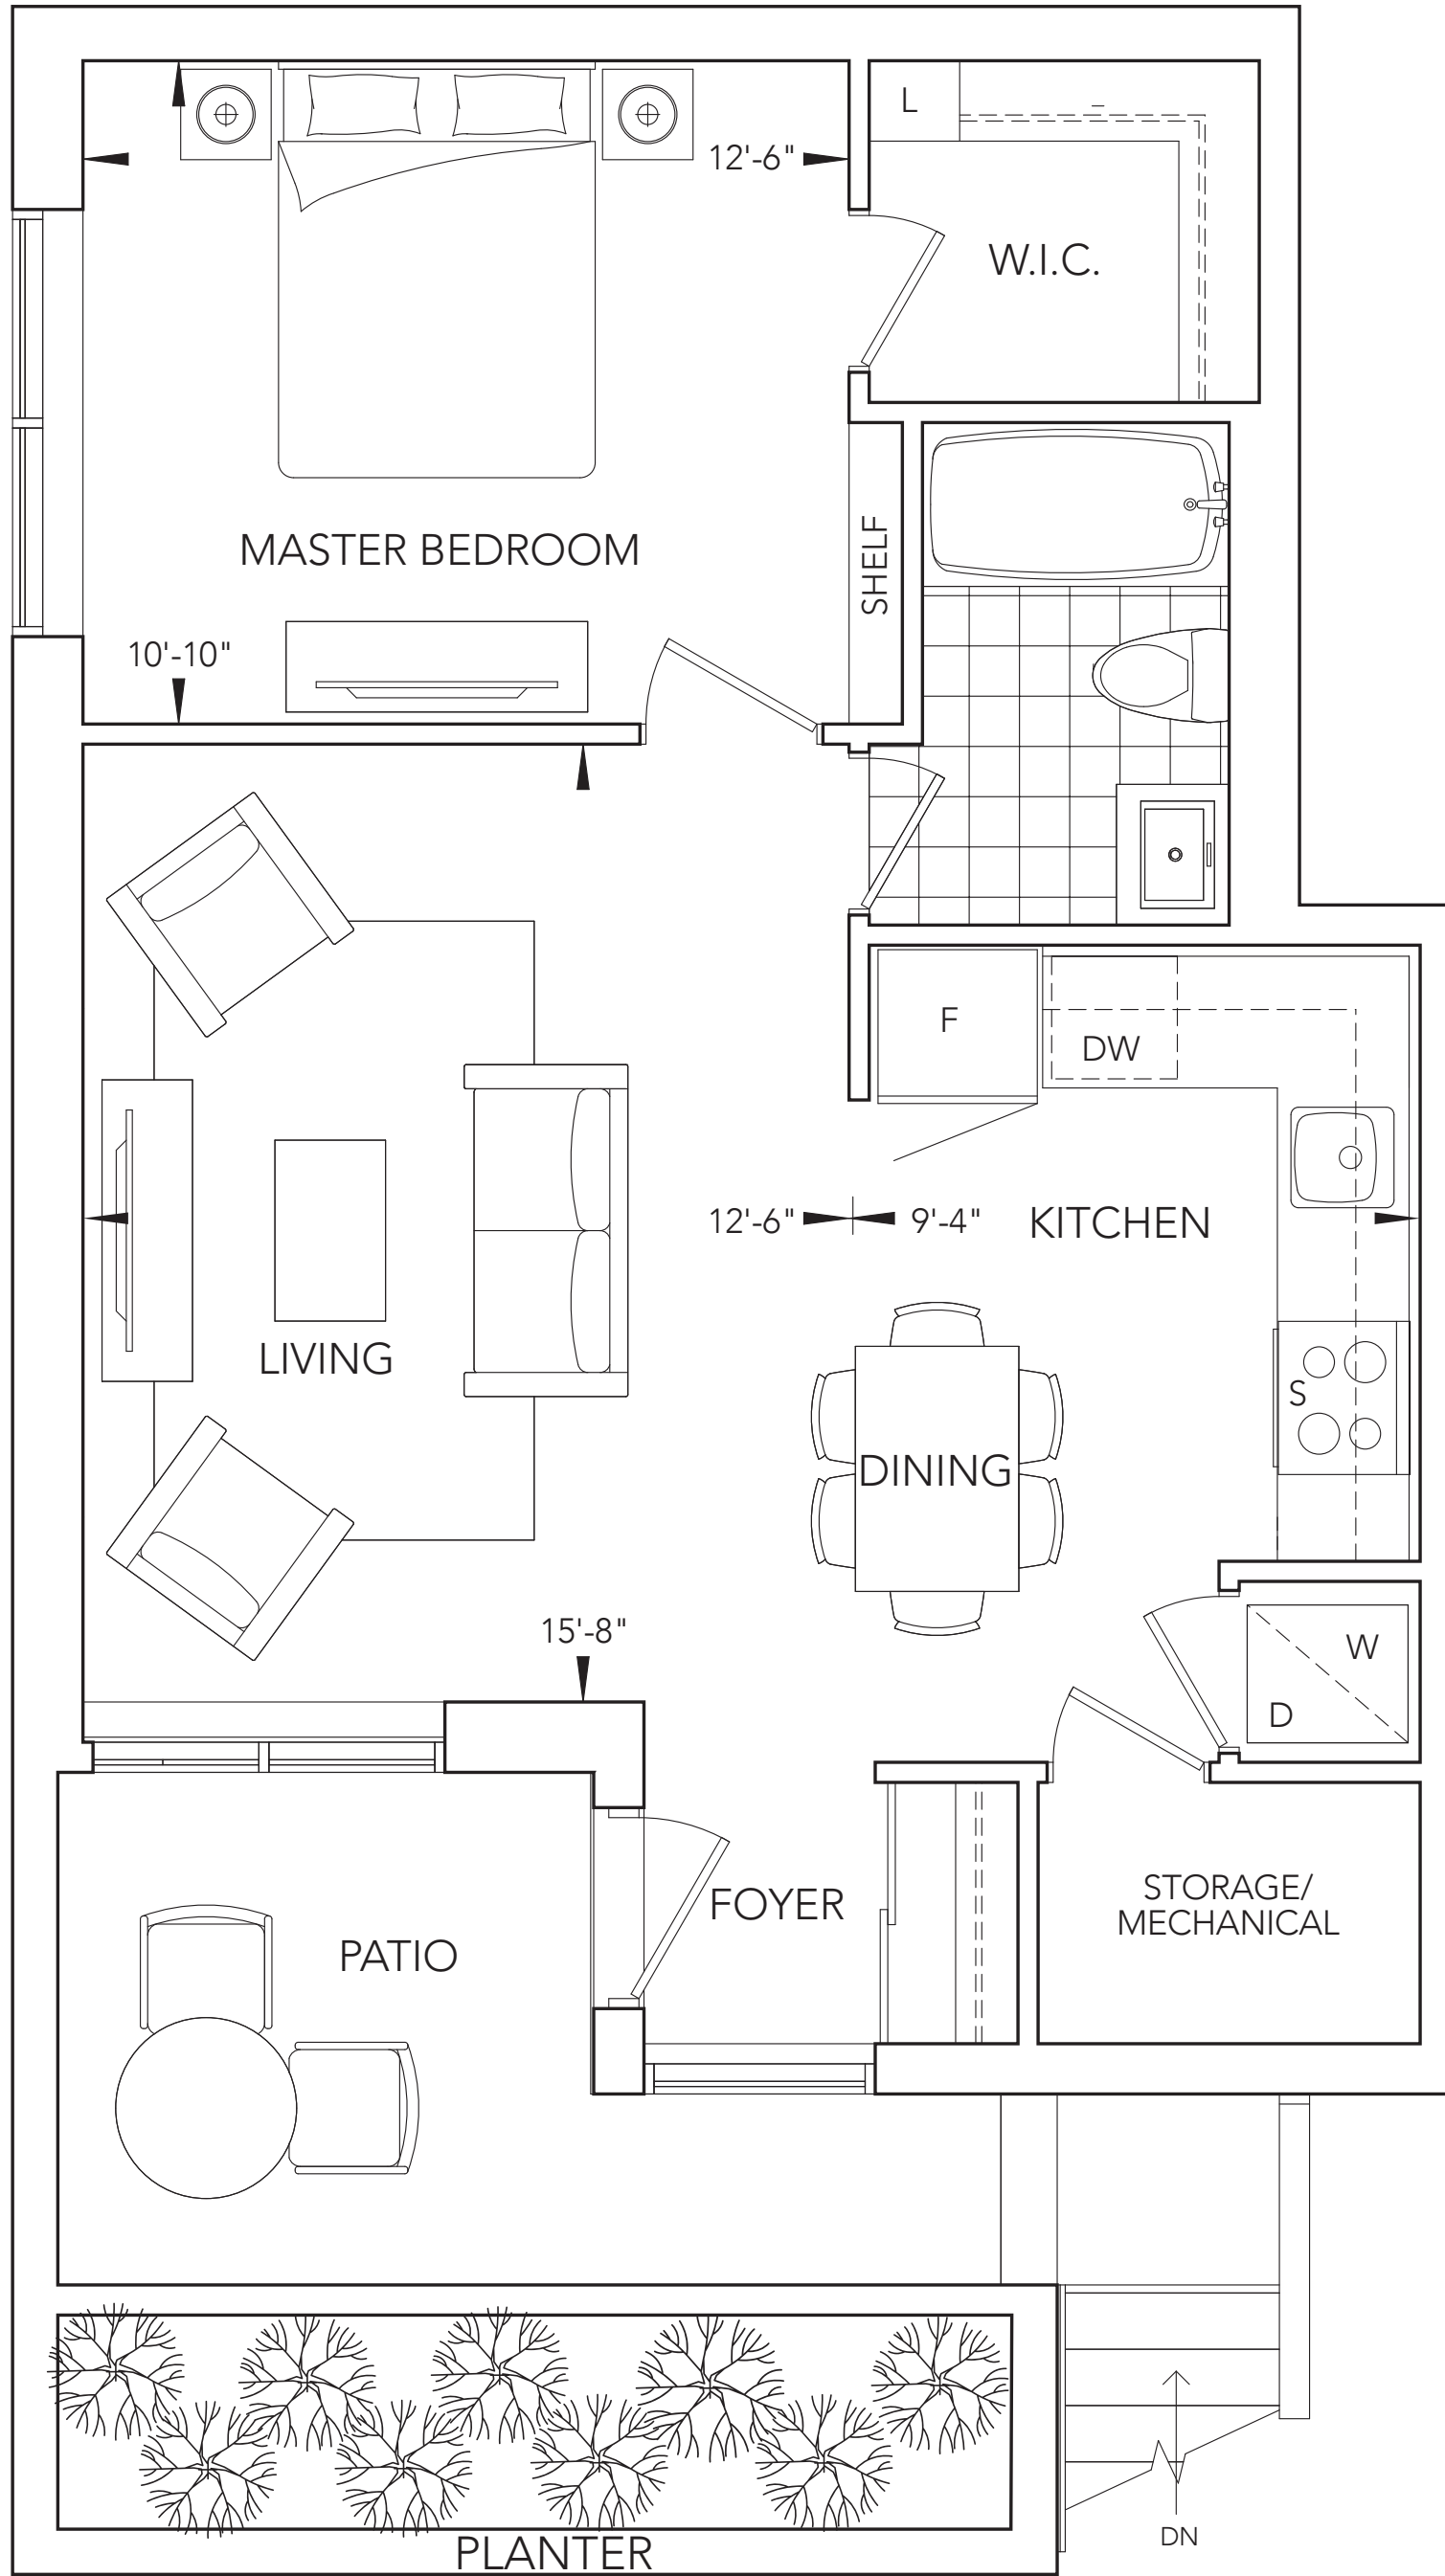 L
12'-6"
W.I.C.
MASTER BEDROOM
SHELF
10'-10"
F
DW
12'-6"
9'-4"
KITCHEN
LIVING
S
DINING
15'-8"
W
D
FOYER
STORAGE/
MECHANICAL
PATIO
DN
PLANTER